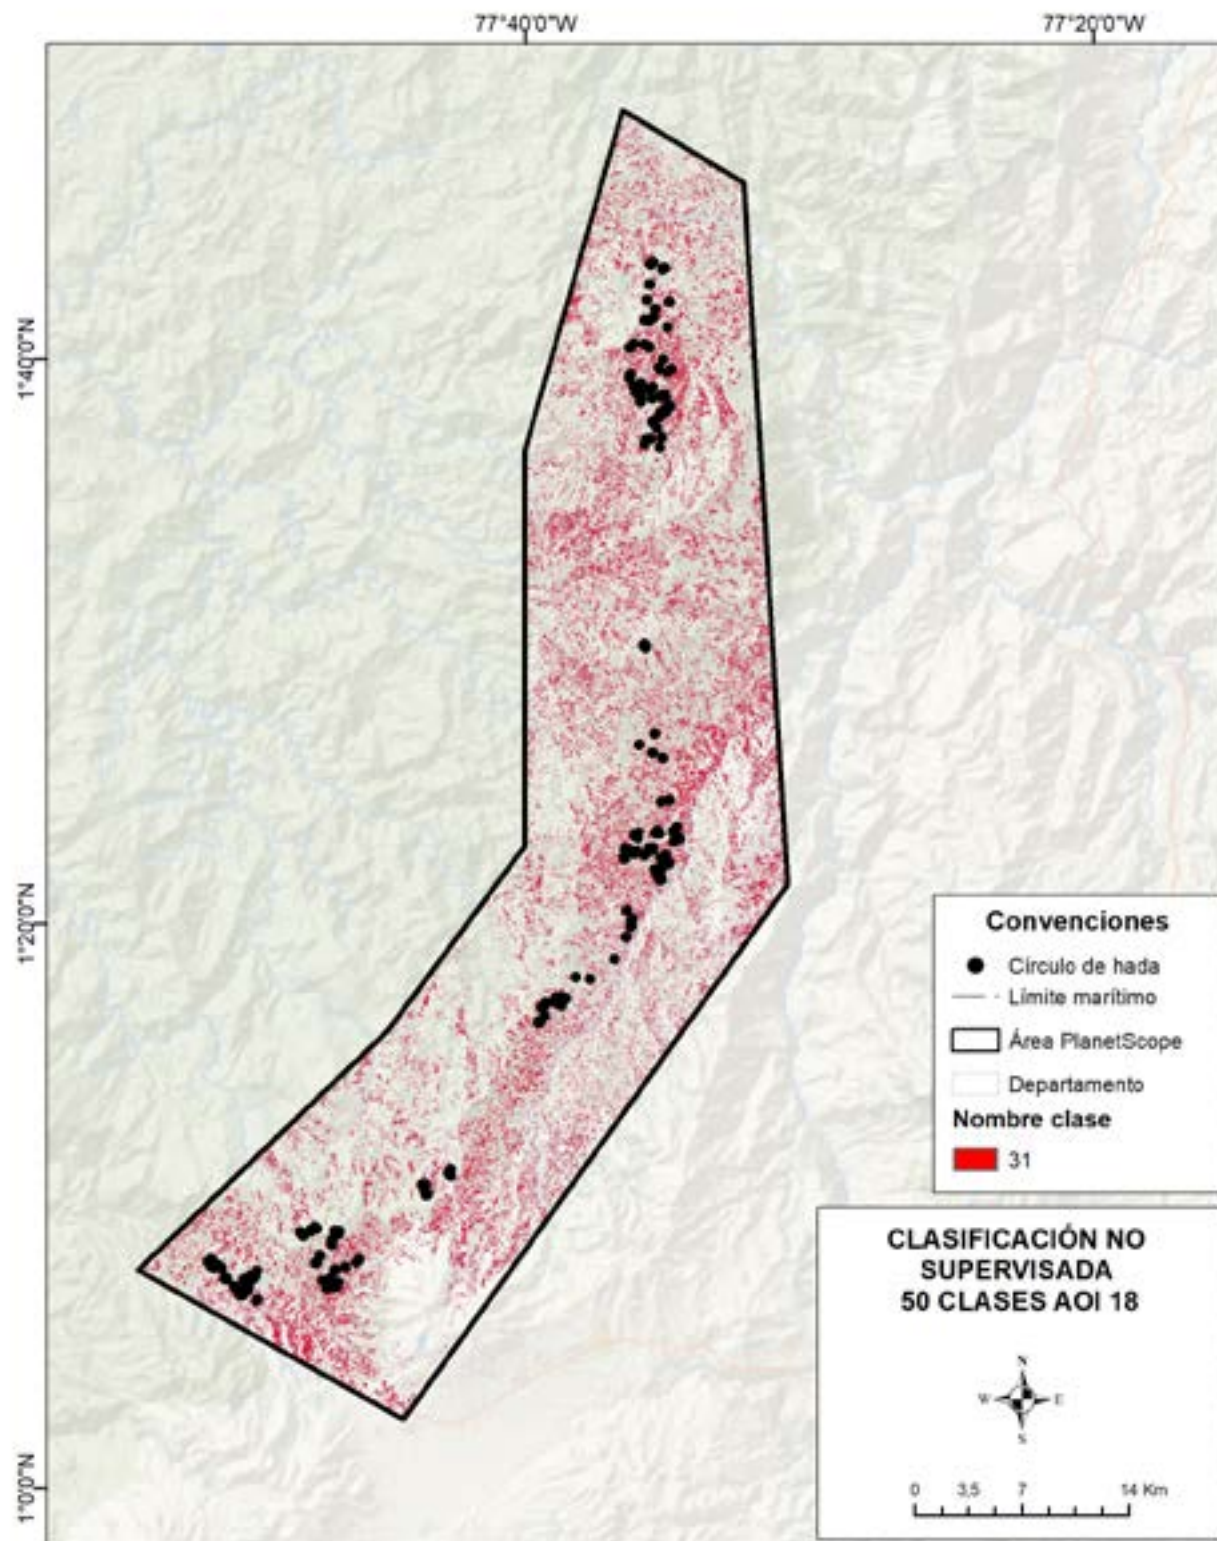 77°40'0"W
77°20'0"W
1°40'0"N
1°20'0"N
1°0'0"N
Convenciones
Círculo de hada
Límite marítimo
Área PlanetScope
Departamento
Nombre clase
31
CLASIFICACIÓN NO
SUPERVISADA
50 CLASES AOI 18
N
W E
S
0 3,5 7 14 Km